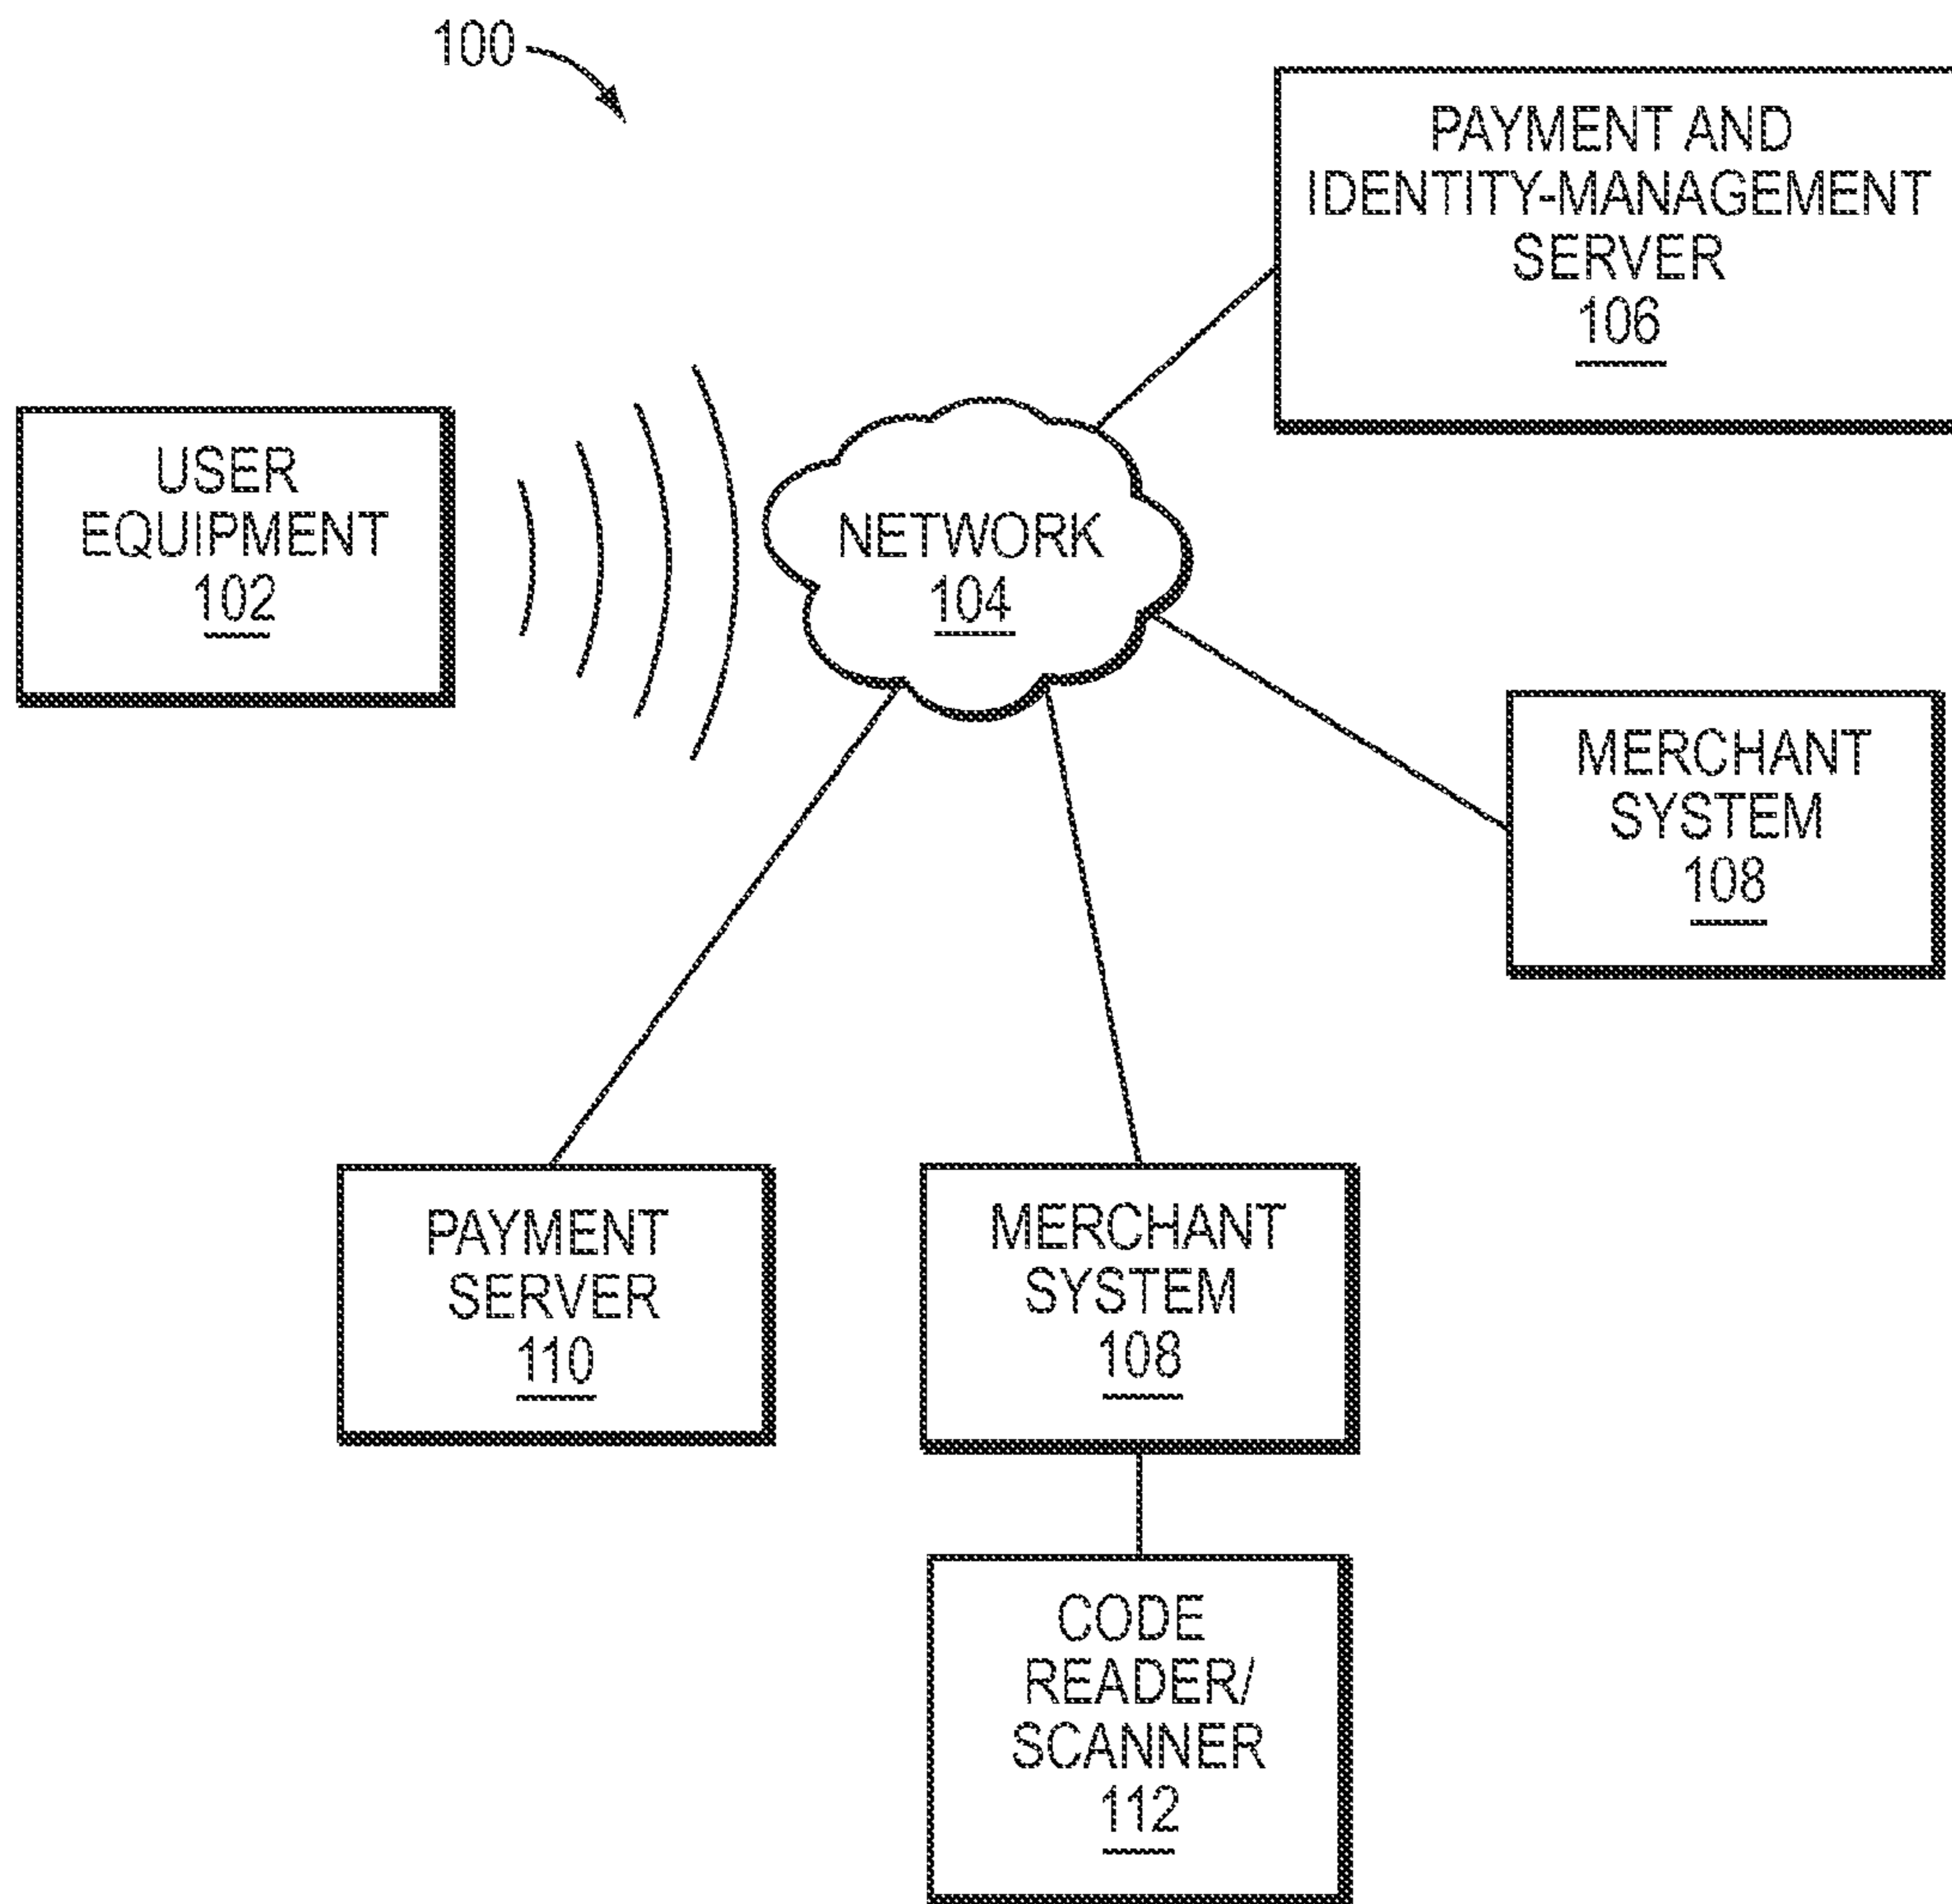 100
PAYMENT AND
IDENTITY-MANAGEMENT
SERVER
106
USER
EQUIPMENT
102
NETWORK
104
MERCHANT
SYSTEM
108
PAYMENT
SERVER
110
MERCHANT
SYSTEM
108
CODE
READER/
SCANNER
112